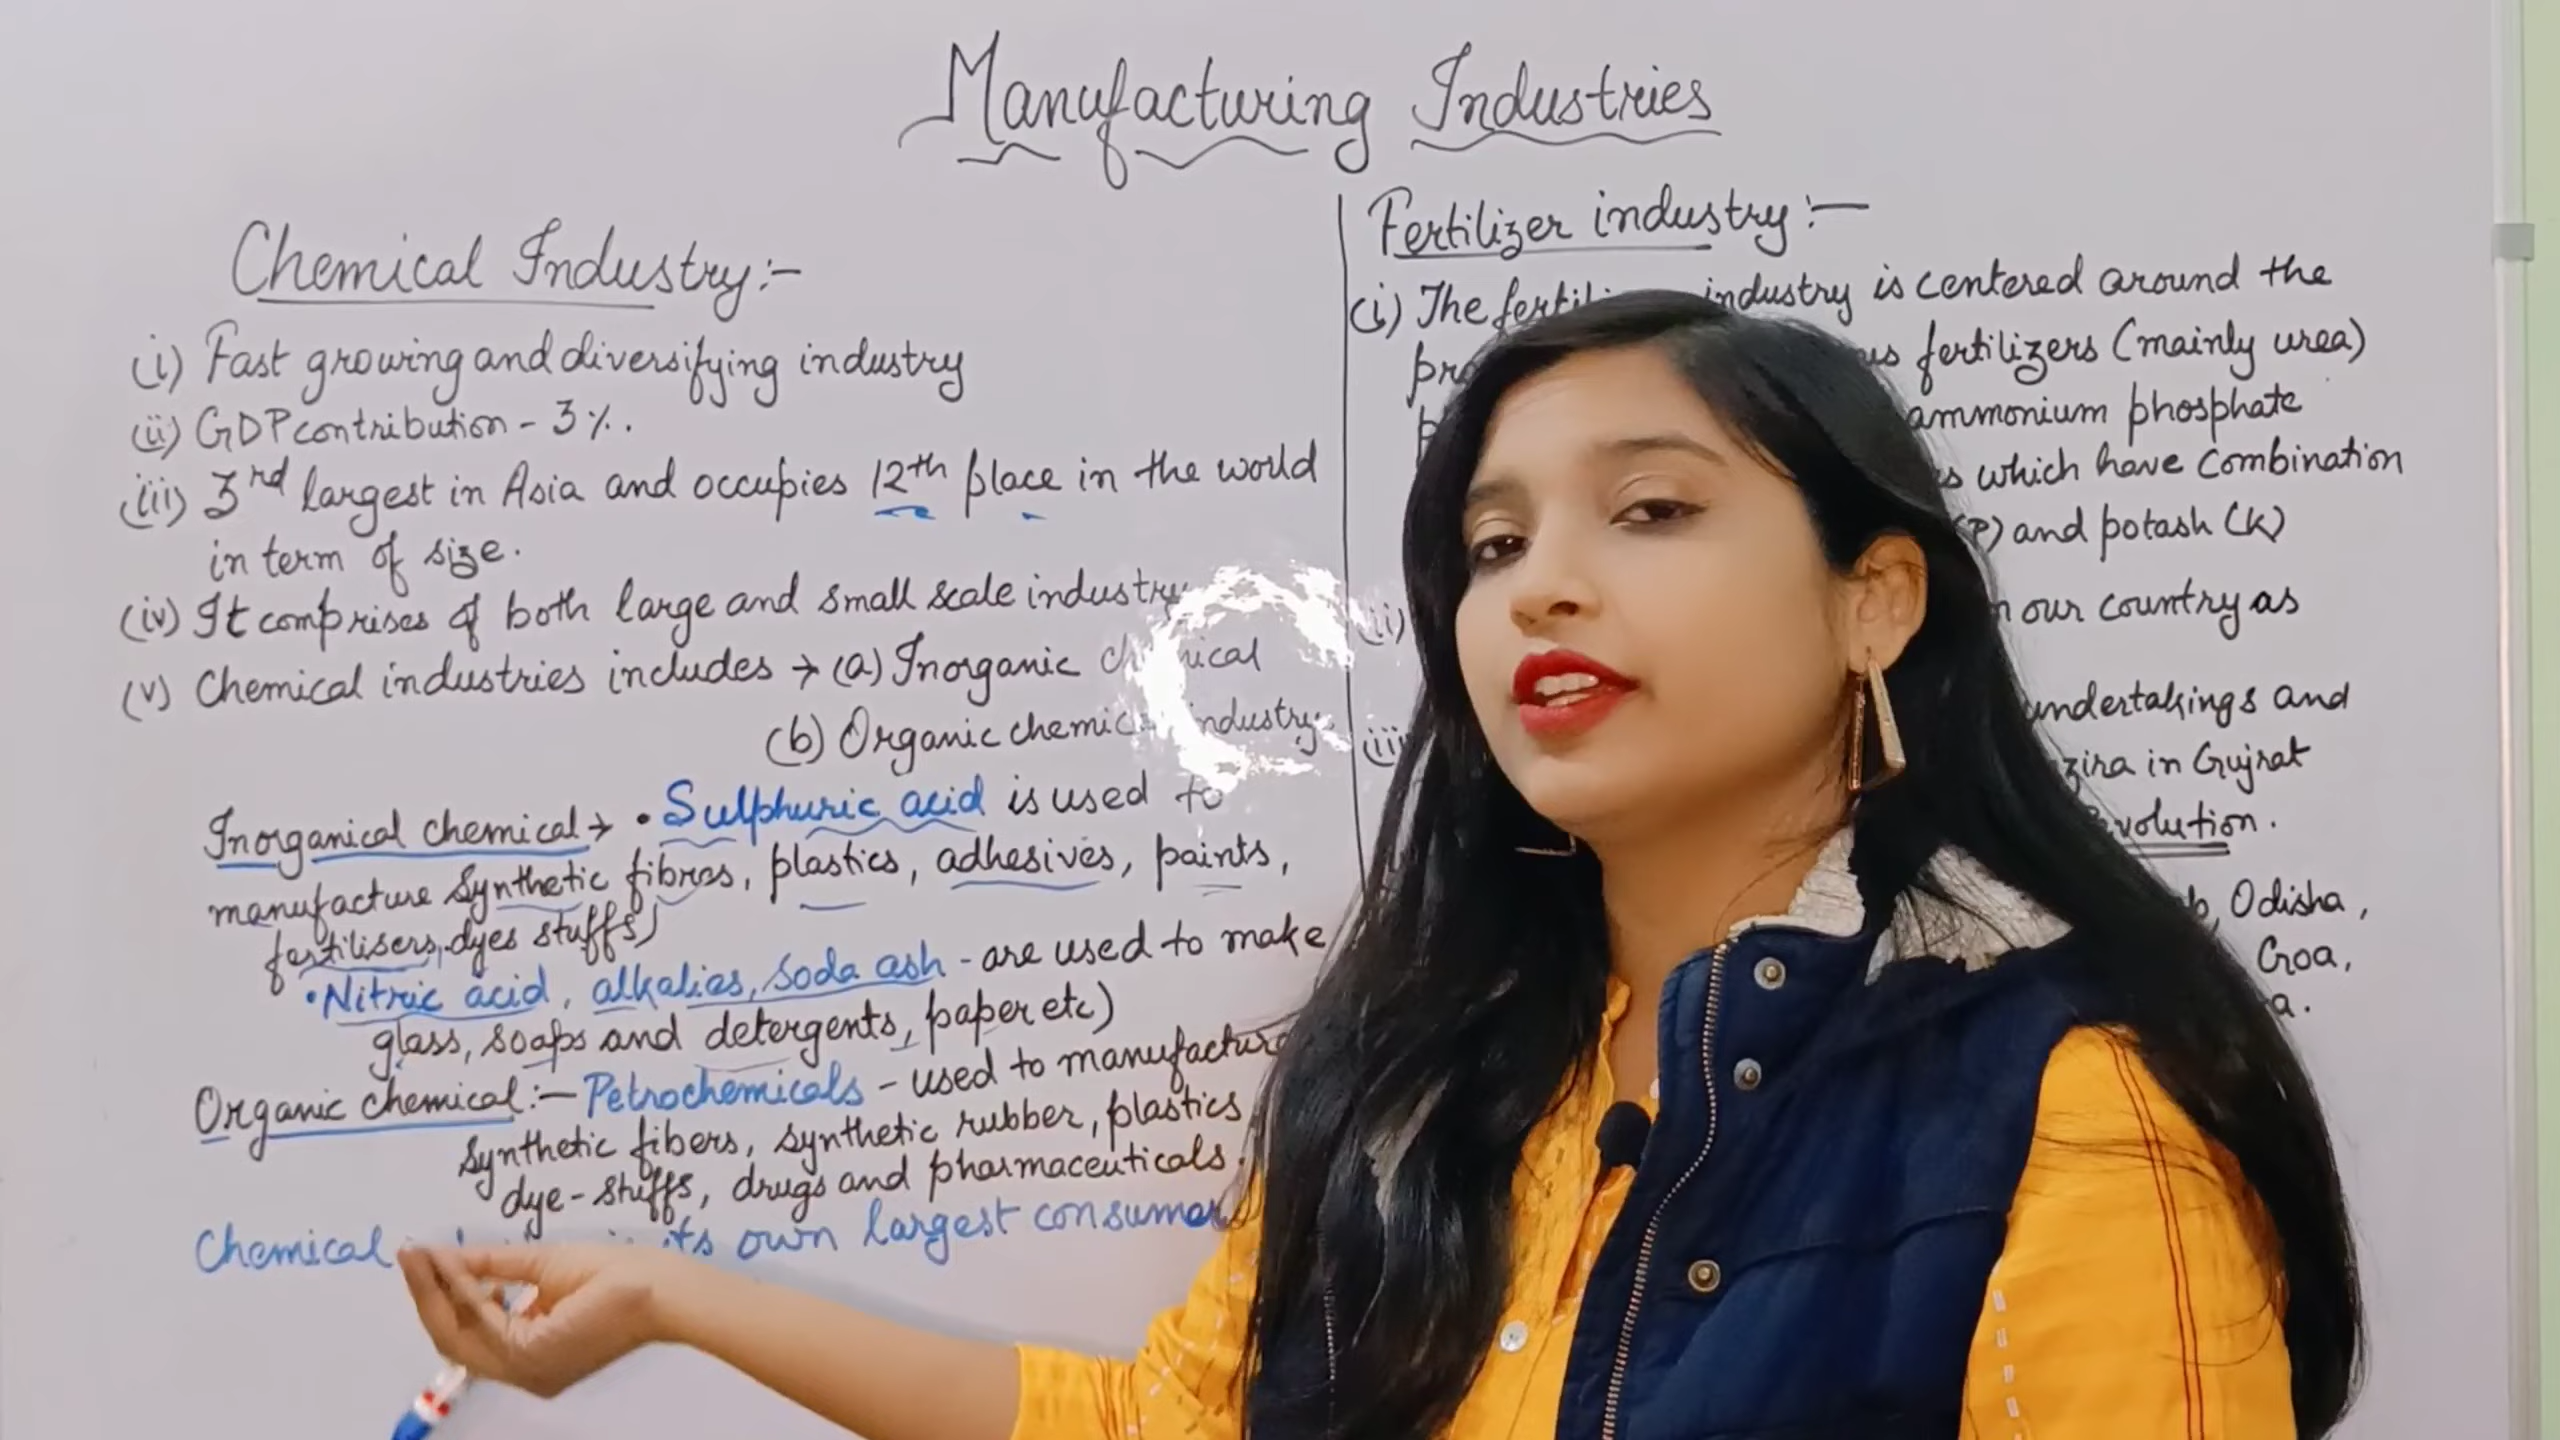 Manufacturing Industries
Chemical Industry:-
(i) Fast growing and diversifying industry
(ii) GDP contribution - 3%.
(iii) 3rd largest in Asia and occupies 12th place in the world
in term of size.
(iv) It comprises of both large and small scale industry
(v) Chemical industries includes → (a) Inorganic
(b) Organic industry
Inorganical chemical → • Sulphuric acid is used to
manufacture synthetic fibres, plastics, adhesives, paints,
fertilisers, dyes stuffs)
• Nitric acid, alkalies, soda ash - are used to make
glass, soaps and detergents, paper etc)
Organic chemical:- Petrochemicals - used to manufacture
synthetic fibers, synthetic rubber, plastics
dye-stuffs, drugs and pharmaceuticals.
Chemical its own largest consumer
Fertilizer industry:-
(i) The industry is centered around the
fertilizers (mainly urea)
ammonium phosphate
which have combination
(P) and potash (K)
(ii) our country as
(iii) undertakings and
in Gujrat
Odisha,
Goa,